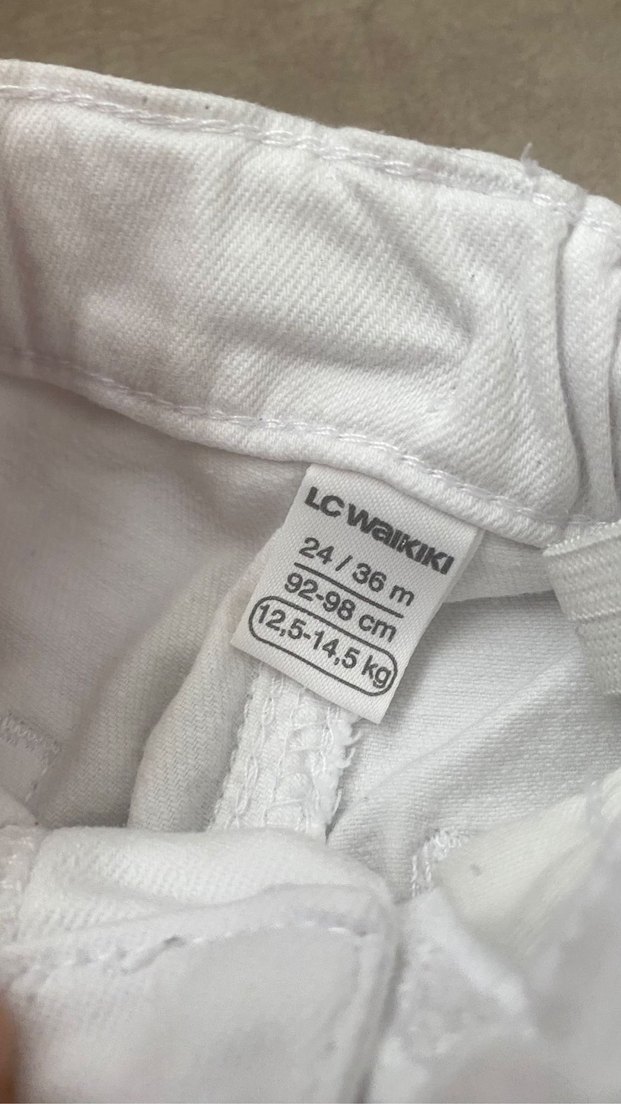 LC Waikiki
24 / 36 m
92-98 cm
12,5-14,5 kg